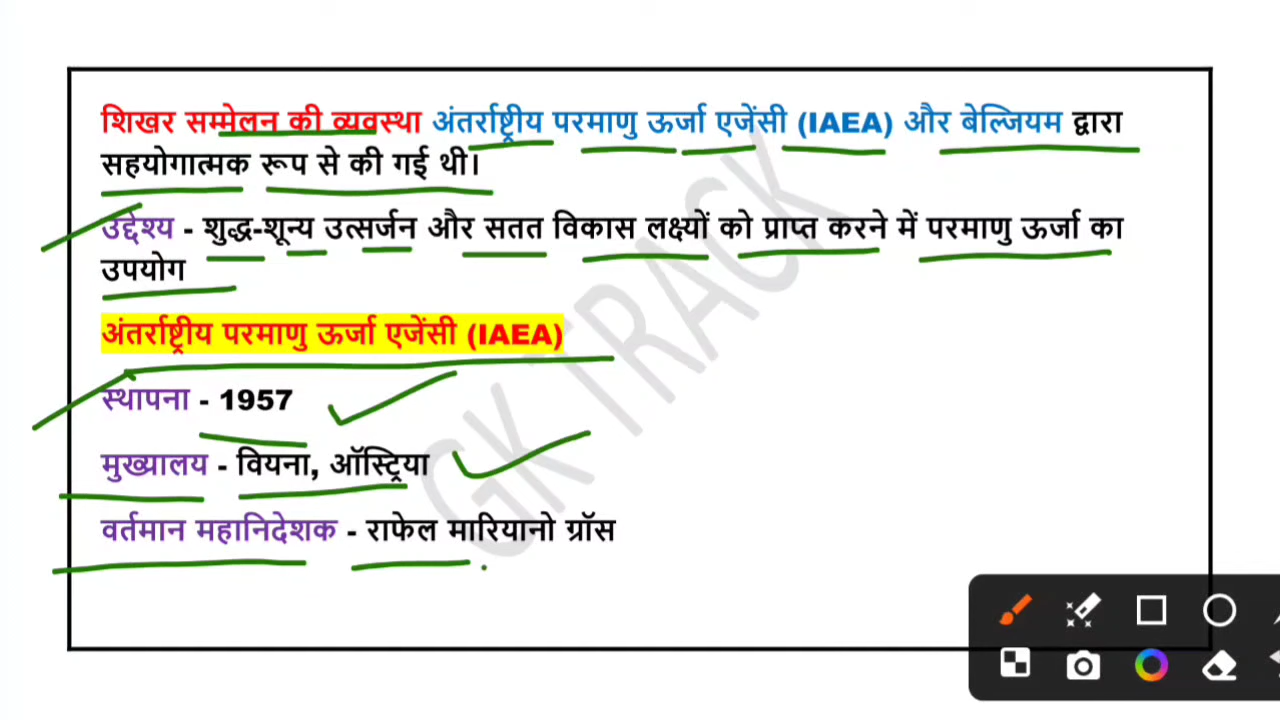 शिखर सम्मेलन की व्यवस्था अंतर्राष्ट्रीय परमाणु ऊर्जा एजेंसी (IAEA) और बेल्जियम द्वारा
सहयोगात्मक रूप से की गई थी।
उद्देश्य - शुद्ध-शून्य उत्सर्जन और सतत विकास लक्ष्यों को प्राप्त करने में परमाणु ऊर्जा का
उपयोग
अंतर्राष्ट्रीय परमाणु ऊर्जा एजेंसी (IAEA)
स्थापना - 1957
मुख्यालय - वियना, ऑस्ट्रिया
वर्तमान महानिदेशक - राफेल मारियानो ग्रॉस
GK TRACK